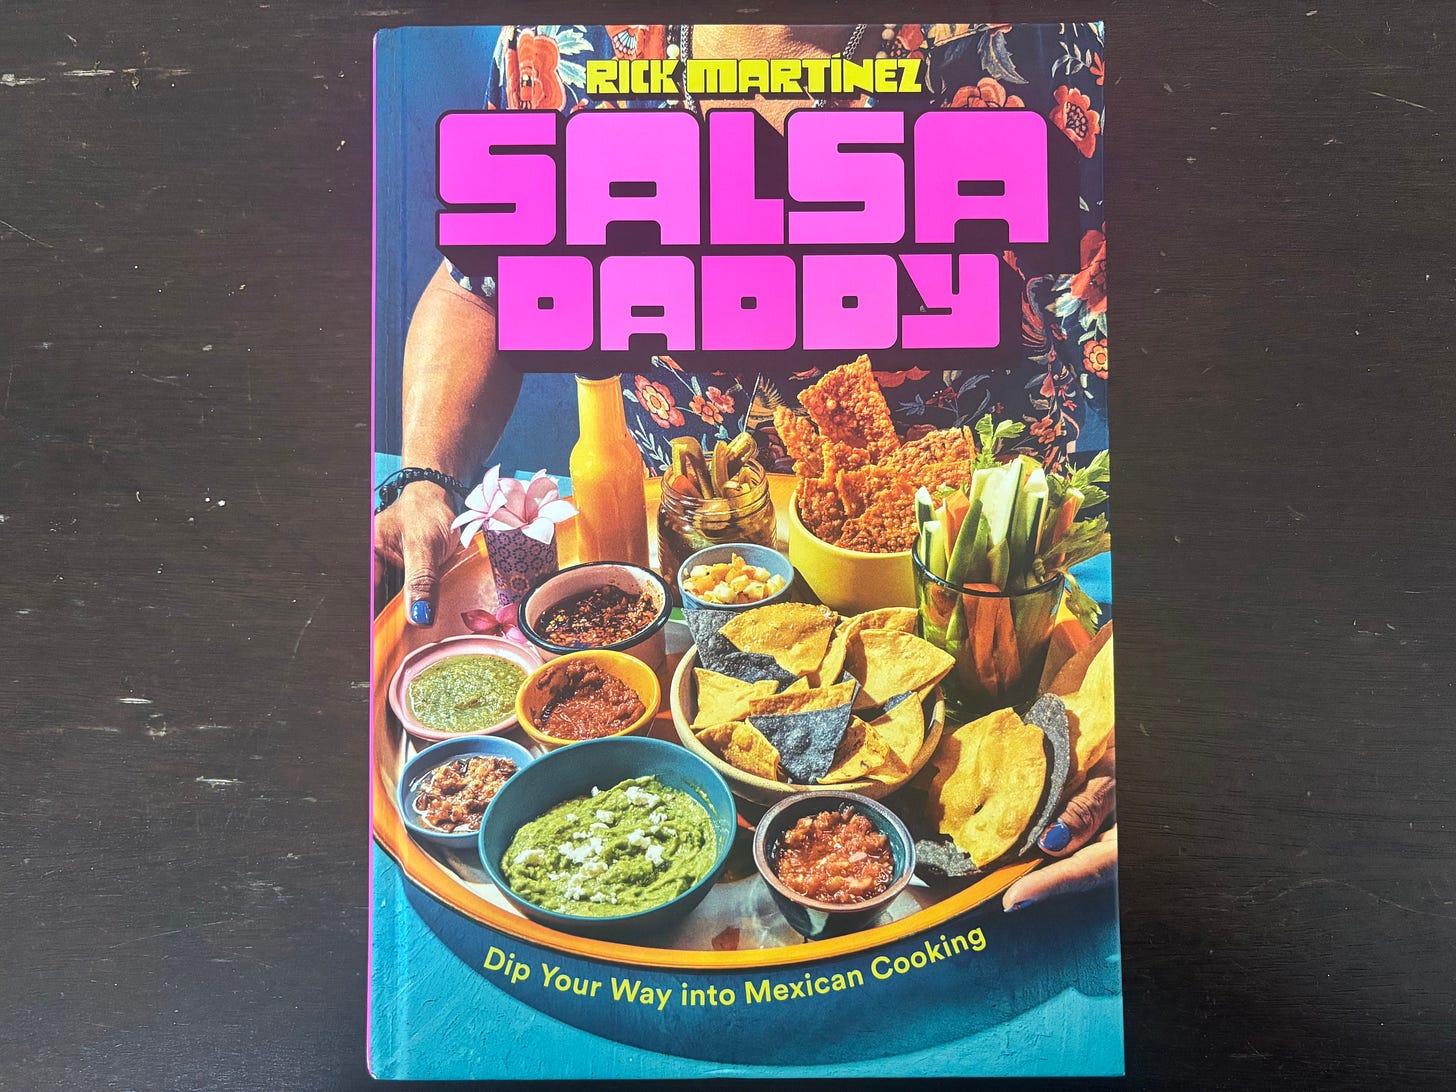 RICK MARTÍNEZ
SALSA
DADDY
Dip Your Way into Mexican Cooking